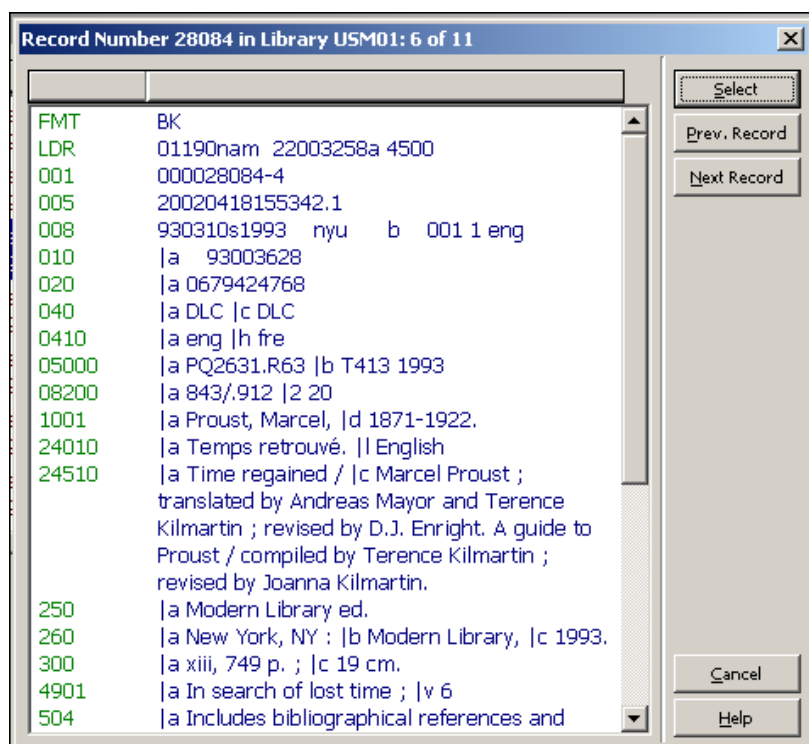 Record Number 28084 in Library USM01: 6 of 11
FMT BK
LDR 01190nam 22003258a 4500
001 000028084-4
005 20020418155342.1
008 930310s1993 nyu b 001 1 eng
010 |a 93003628
020 |a 0679424768
040 |a DLC |c DLC
0410 |a eng |h fre
05000 |a PQ2631.R63 |b T413 1993
08200 |a 843/.912 |2 20
1001 |a Proust, Marcel, |d 1871-1922.
24010 |a Temps retrouvé. |l English
24510 |a Time regained / |c Marcel Proust ;
translated by Andreas Mayor and Terence
Kilmartin ; revised by D.J. Enright. A guide to
Proust / compiled by Terence Kilmartin ;
revised by Joanna Kilmartin.
250 |a Modern Library ed.
260 |a New York, NY : |b Modern Library, |c 1993.
300 |a xiii, 749 p. ; |c 19 cm.
4901 |a In search of lost time ; |v 6
504 |a Includes bibliographical references and
Select
Prev. Record
Next Record
Cancel
Help